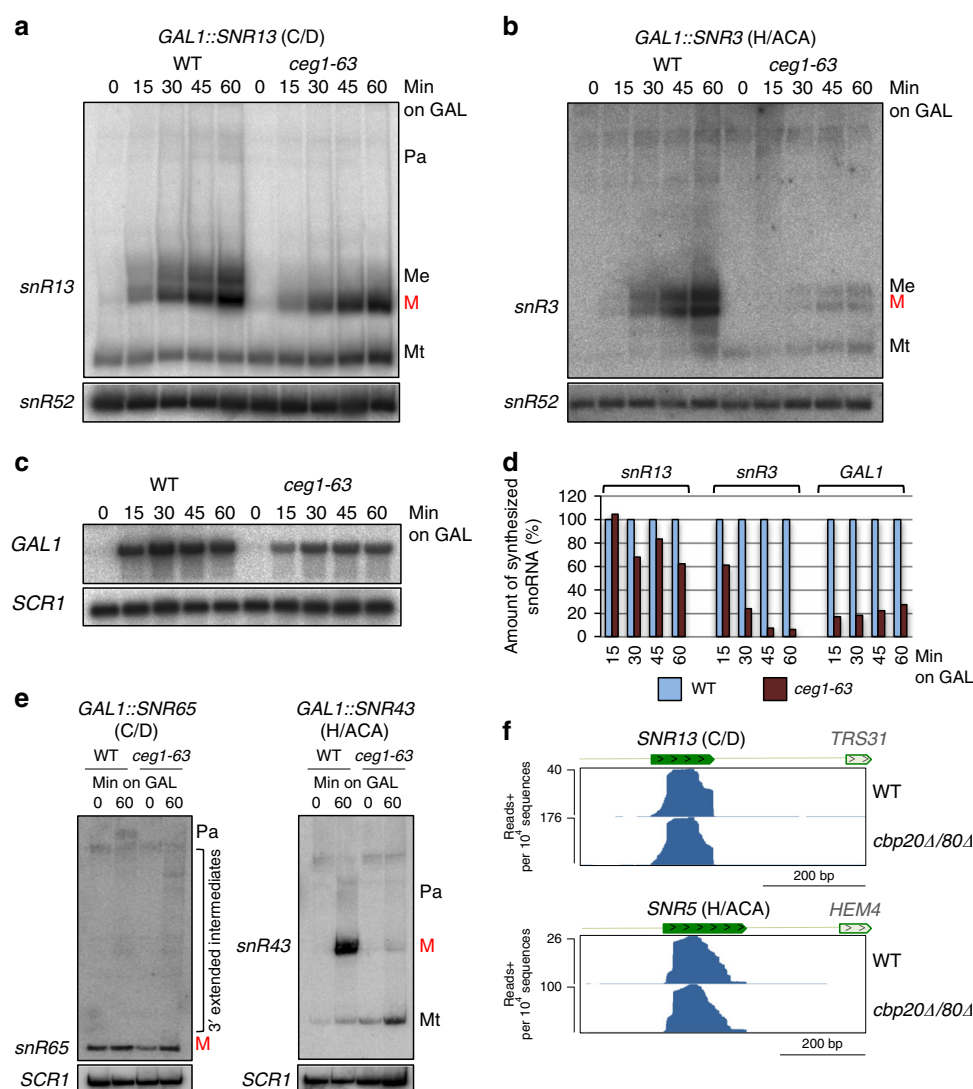 a
GAL1::SNR13 (C/D)
WT ceg1-63
0 15 30 45 60 0 15 30 45 60 Min on GAL
Pa
Me
snR13
M
Mt
snR52
b
GAL1::SNR3 (H/ACA)
WT ceg1-63
0 15 30 45 60 0 15 30 45 60 Min on GAL
Me
M
snR3
Mt
snR52
c
WT ceg1-63
0 15 30 45 60 0 15 30 45 60 Min on GAL
GAL1
SCR1
d
snR13 snR3 GAL1
Amount of synthesized snoRNA (%)
120
100
80
60
40
20
0
15 30 45 60 15 30 45 60 15 30 45 60 Min on GAL
WT ceg1-63
e
GAL1::SNR65 (C/D)
WT ceg1-63
Min on GAL
0 60 0 60
Pa
3′ extended intermediates
snR65
M
SCR1
GAL1::SNR43 (H/ACA)
WT ceg1-63
Min on GAL
0 60 0 60
Pa
snR43
M
Mt
SCR1
f
SNR13 (C/D) TRS31
40
WT
Reads+ per 10⁴ sequences
176
cbp20Δ/80Δ
200 bp
SNR5 (H/ACA) HEM4
26
WT
Reads+ per 10⁴ sequences
100
cbp20Δ/80Δ
200 bp